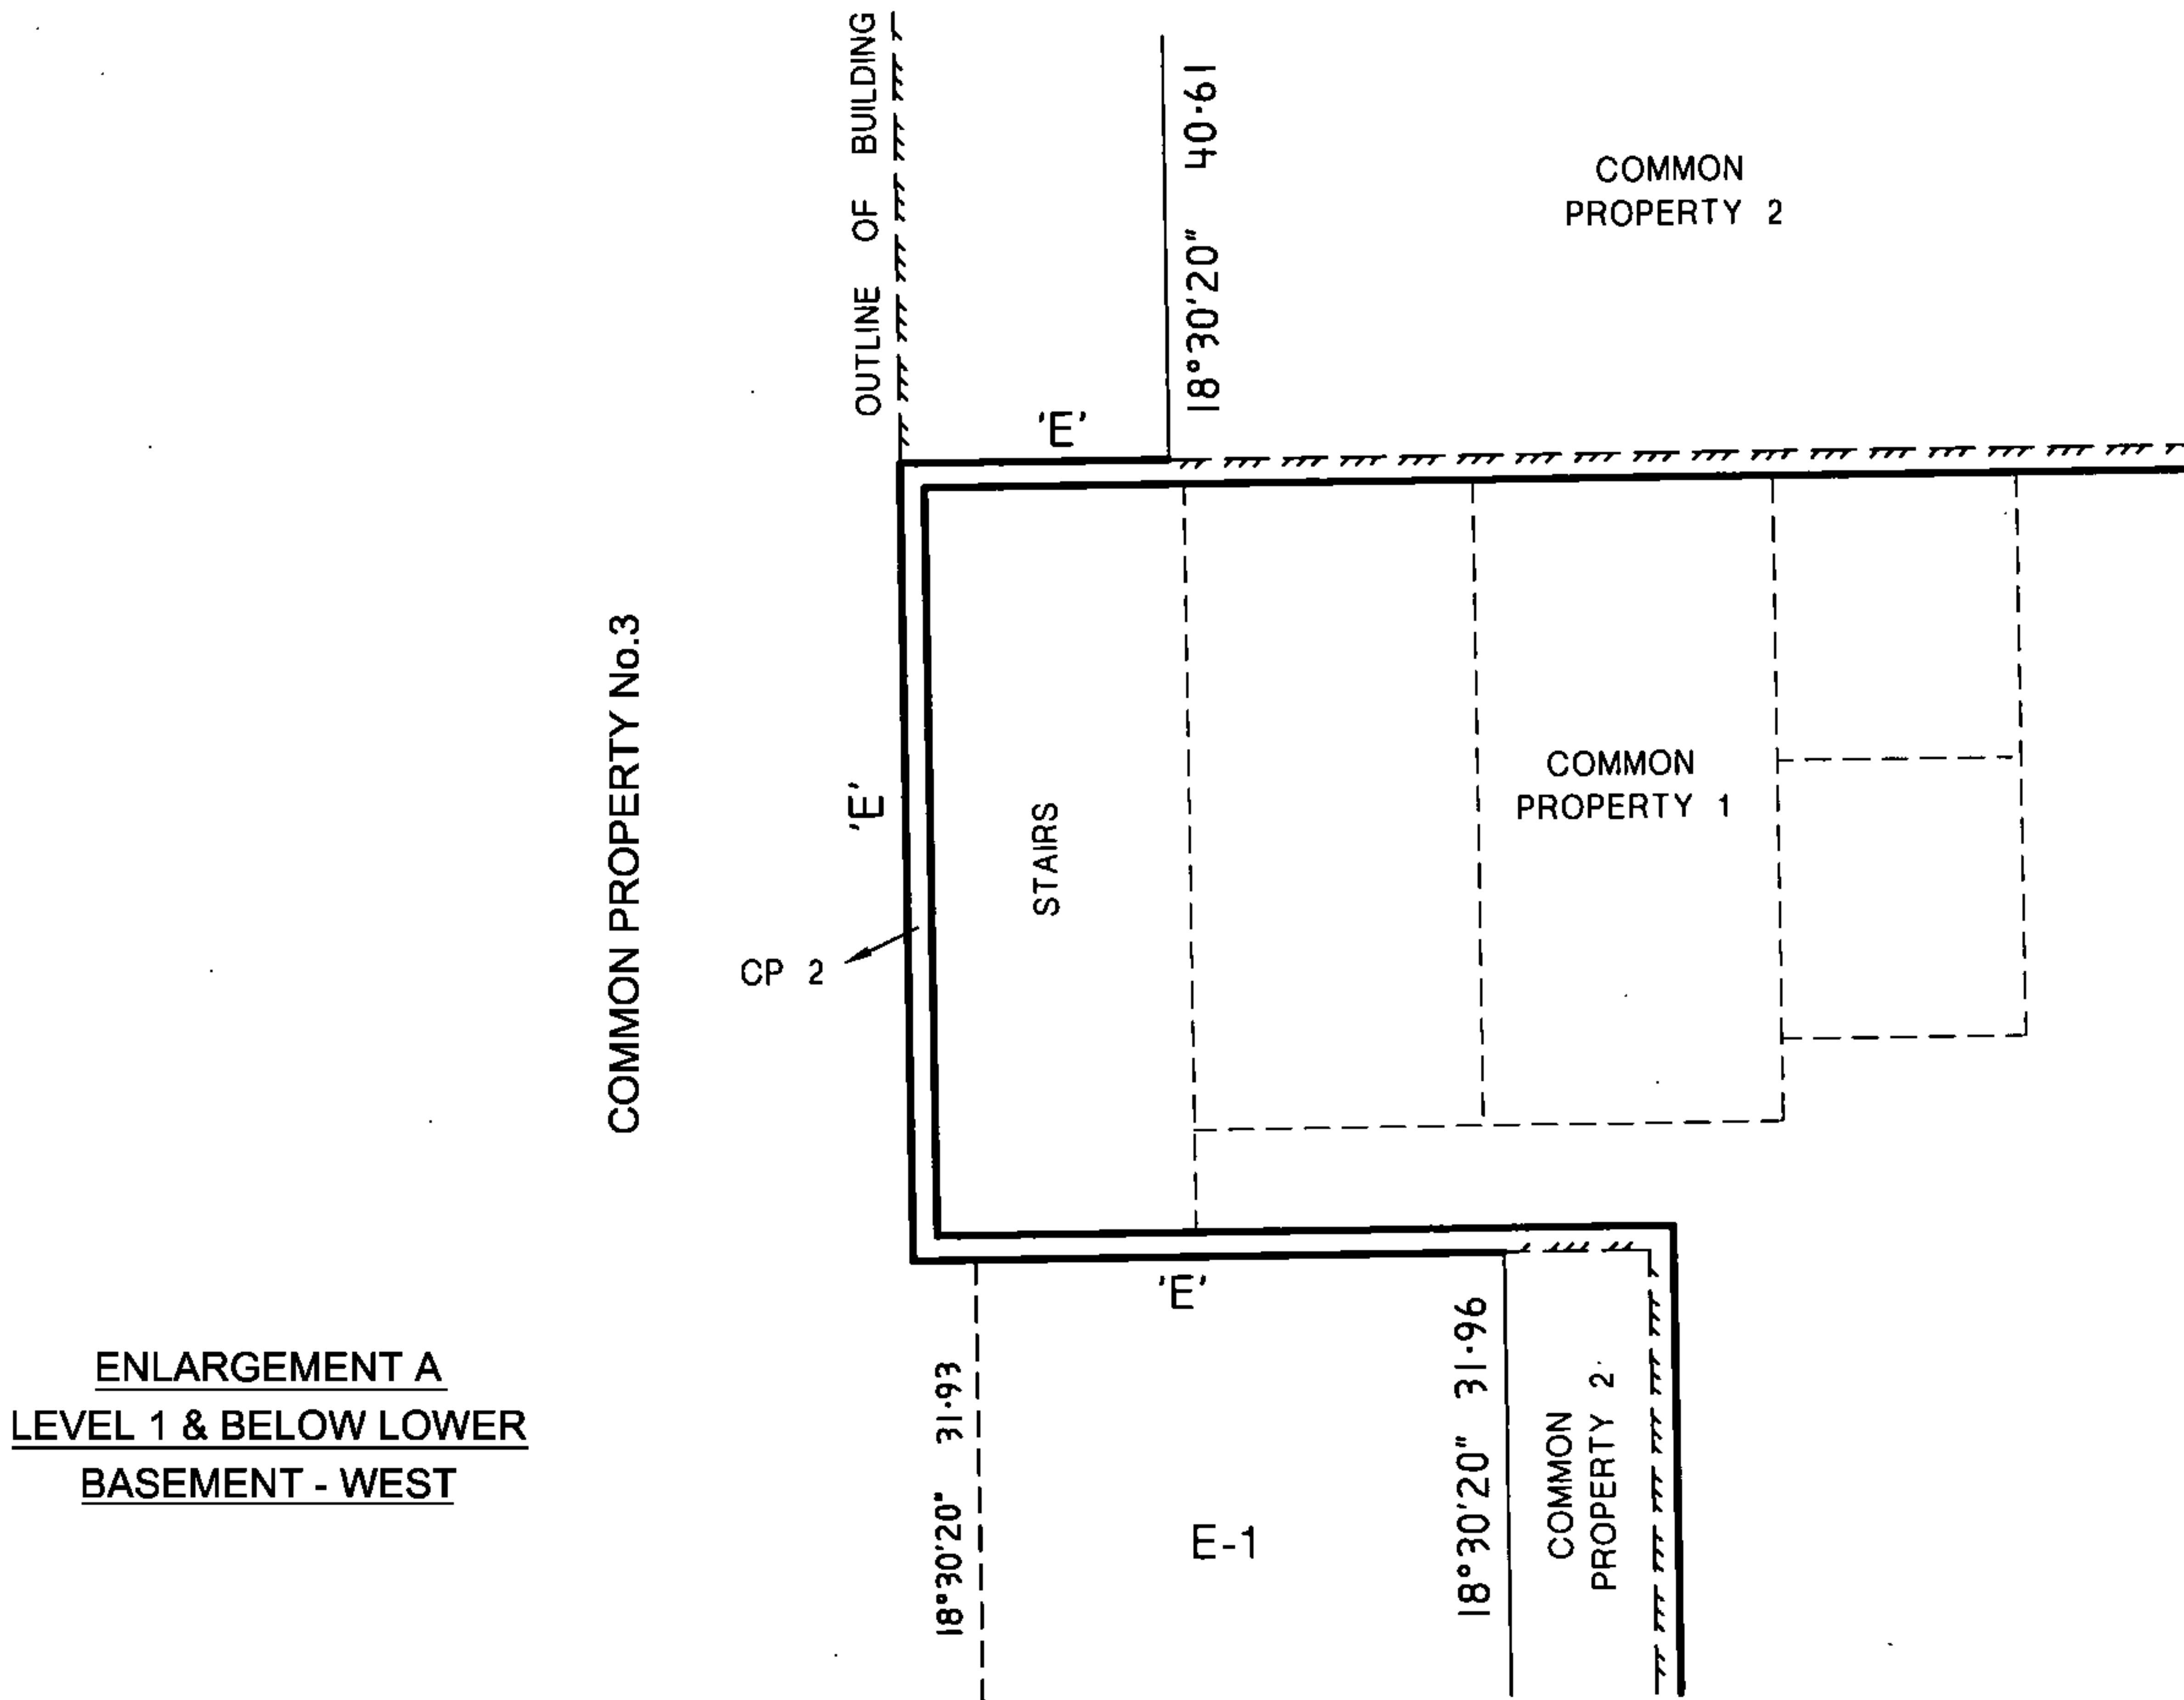 OUTLINE OF BUILDING
18°30'20" 40·61
COMMON
PROPERTY 2
'E'
COMMON PROPERTY No.3
'E'
STAIRS
COMMON
PROPERTY 1
CP 2
'E'
ENLARGEMENT A
LEVEL 1 & BELOW LOWER
BASEMENT - WEST
18°30'20" 31·93
E-1
18°30'20" 31·96
COMMON
PROPERTY 2